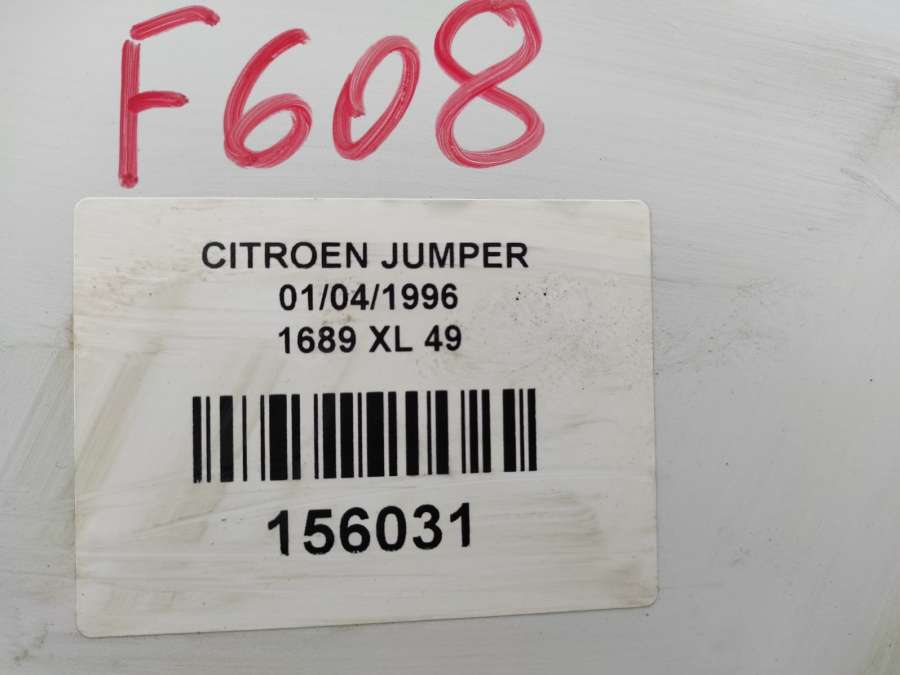 F608
CITROEN JUMPER
01/04/1996
1689 XL 49
156031